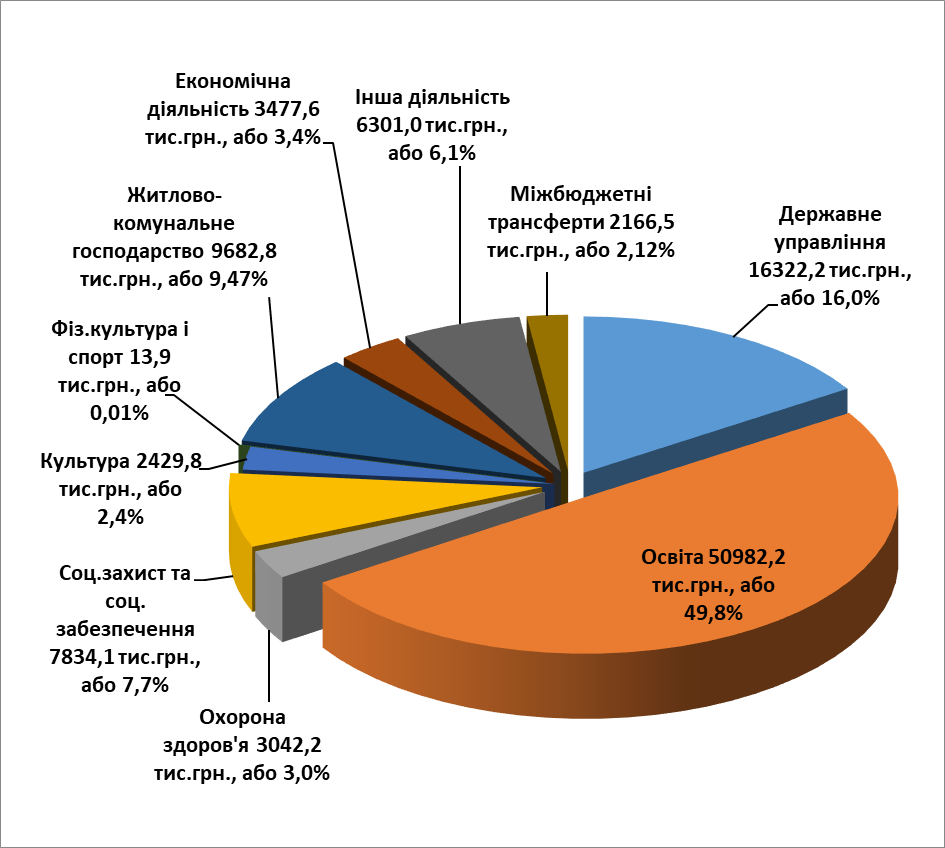 Економічна
діяльність 3477,6
тис.грн., або 3,4%
Інша діяльність
6301,0 тис.грн.,
або 6,1%
Міжбюджетні
трансферти 2166,5
тис.грн., або 2,12%
Державне
управління
16322,2 тис.грн.,
або 16,0%
Житлово-
комунальне
господарство 9682,8
тис.грн., або 9,47%
Фіз.культура і
спорт 13,9
тис.грн., або
0,01%
Культура 2429,8
тис.грн., або
2,4%
Соц.захист та
соц.
забезпечення
7834,1 тис.грн.,
або 7,7%
Охорона
здоров'я 3042,2
тис.грн., або 3,0%
Освіта 50982,2
тис.грн., або
49,8%